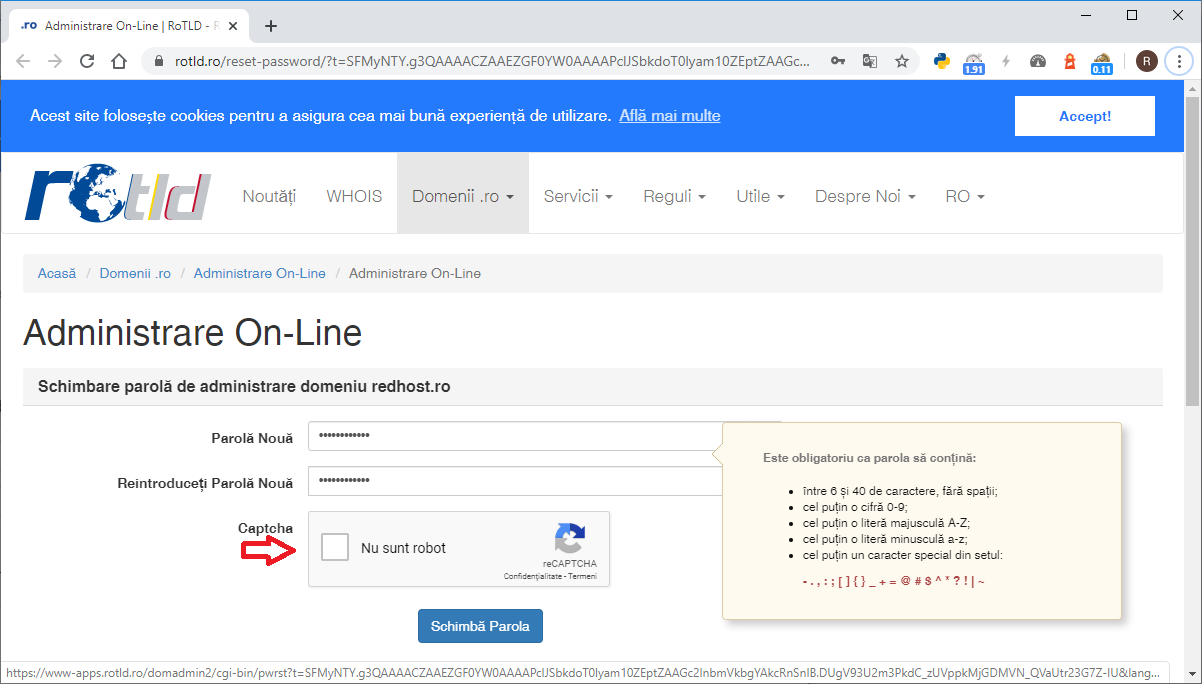 .ro Administrare On-Line | RoTLD - R
rotld.ro/reset-password/?t=SFMyNTY.g3QAAAACZAAEZGF0YW0AAAAPclJSbkdoT0lyam10ZEptZAAGc...
1.91
0.11
R
Acest site folosește cookies pentru a asigura cea mai bună experiență de utilizare. Află mai multe
Accept!
rotld
Noutăți WHOIS Domenii .ro Servicii Reguli Utile Despre Noi RO
Acasă / Domenii .ro / Administrare On-Line / Administrare On-Line
Administrare On-Line
Schimbare parolă de administrare domeniu redhost.ro
Parolă Nouă
Reintroduceți Parolă Nouă
Captcha
Nu sunt robot
reCAPTCHA
Confidențialitate - Termeni
Este obligatoriu ca parola să conțină:
• între 6 și 40 de caractere, fără spații;
• cel puțin o cifră 0-9;
• cel puțin o literă majusculă A-Z;
• cel puțin o literă minusculă a-z;
• cel puțin un caracter special din setul:
- . , : ; [ ] { } _ + = @ # $ ^ * ? ! | ~
Schimbă Parola
https://www-apps.rotld.ro/domadmin2/cgi-bin/pwrst?t=SFMyNTY.g3QAAAACZAAEZGF0YW0AAAAPclJSbkdoT0lyam10ZEptZAAGc2lnbmVkbgYAkcRnSnIB.DUgV93U2m3PkdC_zUVppkMjGDMVN_QVaUtr23G7Z-IU&lang...